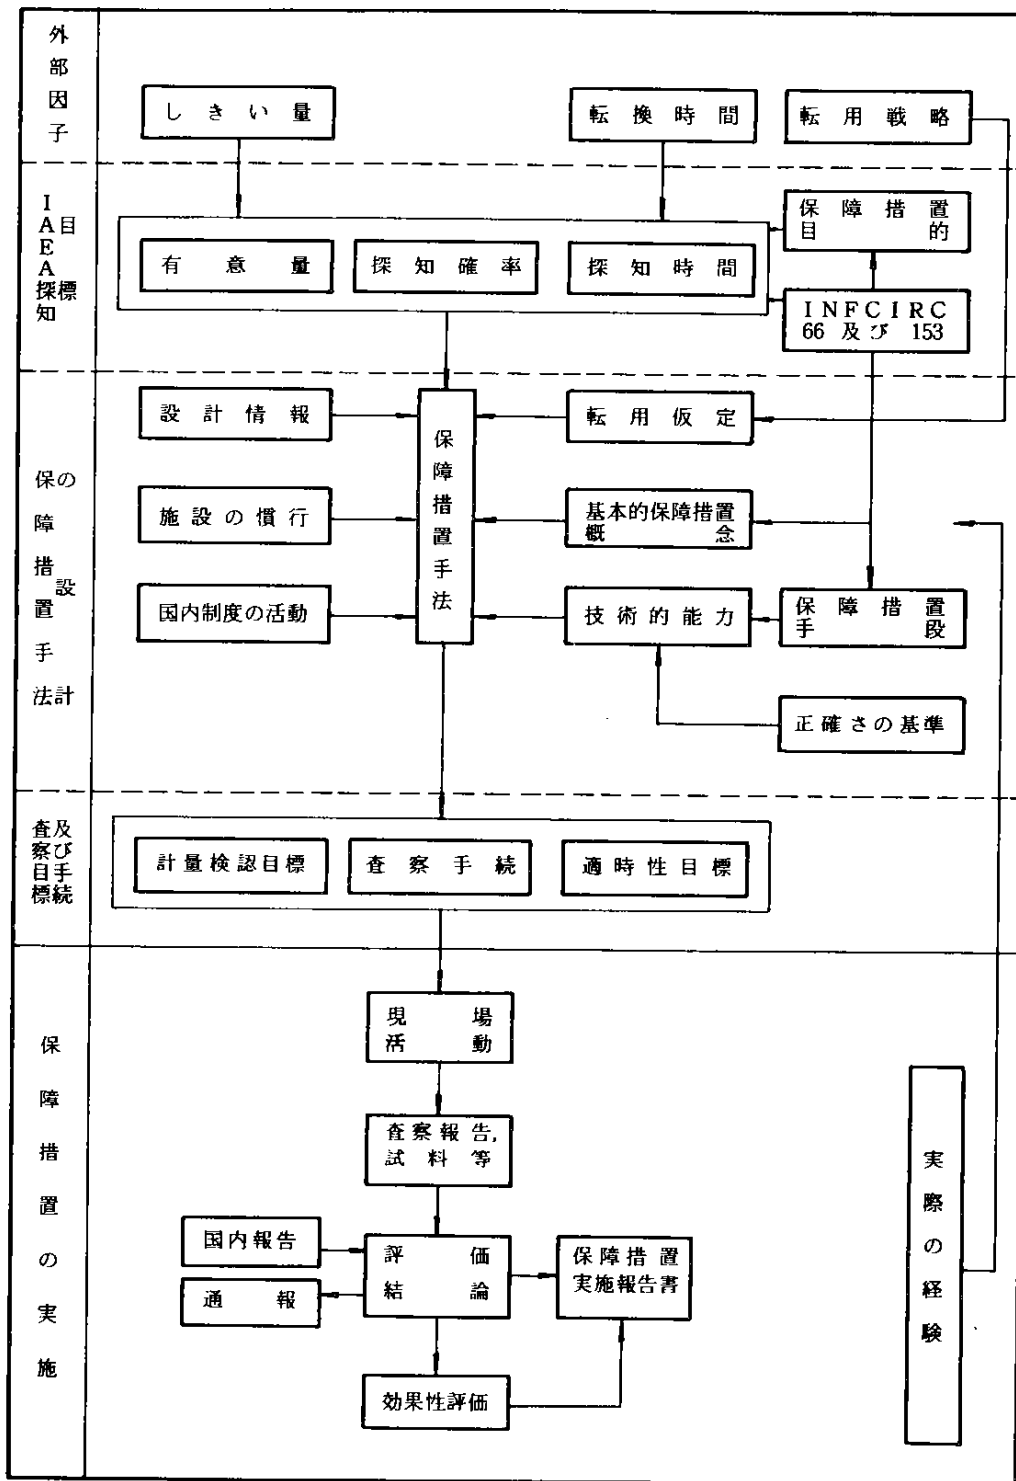 外部因子
しきい量
転換時間
転用戦略
IAEA探知
目標
保障措置
目的
有意量
探知確率
探知時間
INFCIRC
66及び153
保障措置手法
の設計
設計情報
保障措置手法
転用仮定
施設の慣行
基本的保障措置
概念
国内制度の活動
技術的能力
保障措置
手段
正確さの基準
査察目標
及び手続
計量検認目標
査察手続
適時性目標
保障措置の実施
現場
活動
査察報告,
試料等
国内報告
通報
評価
結論
保障措置
実施報告書
効果性評価
実際の経験